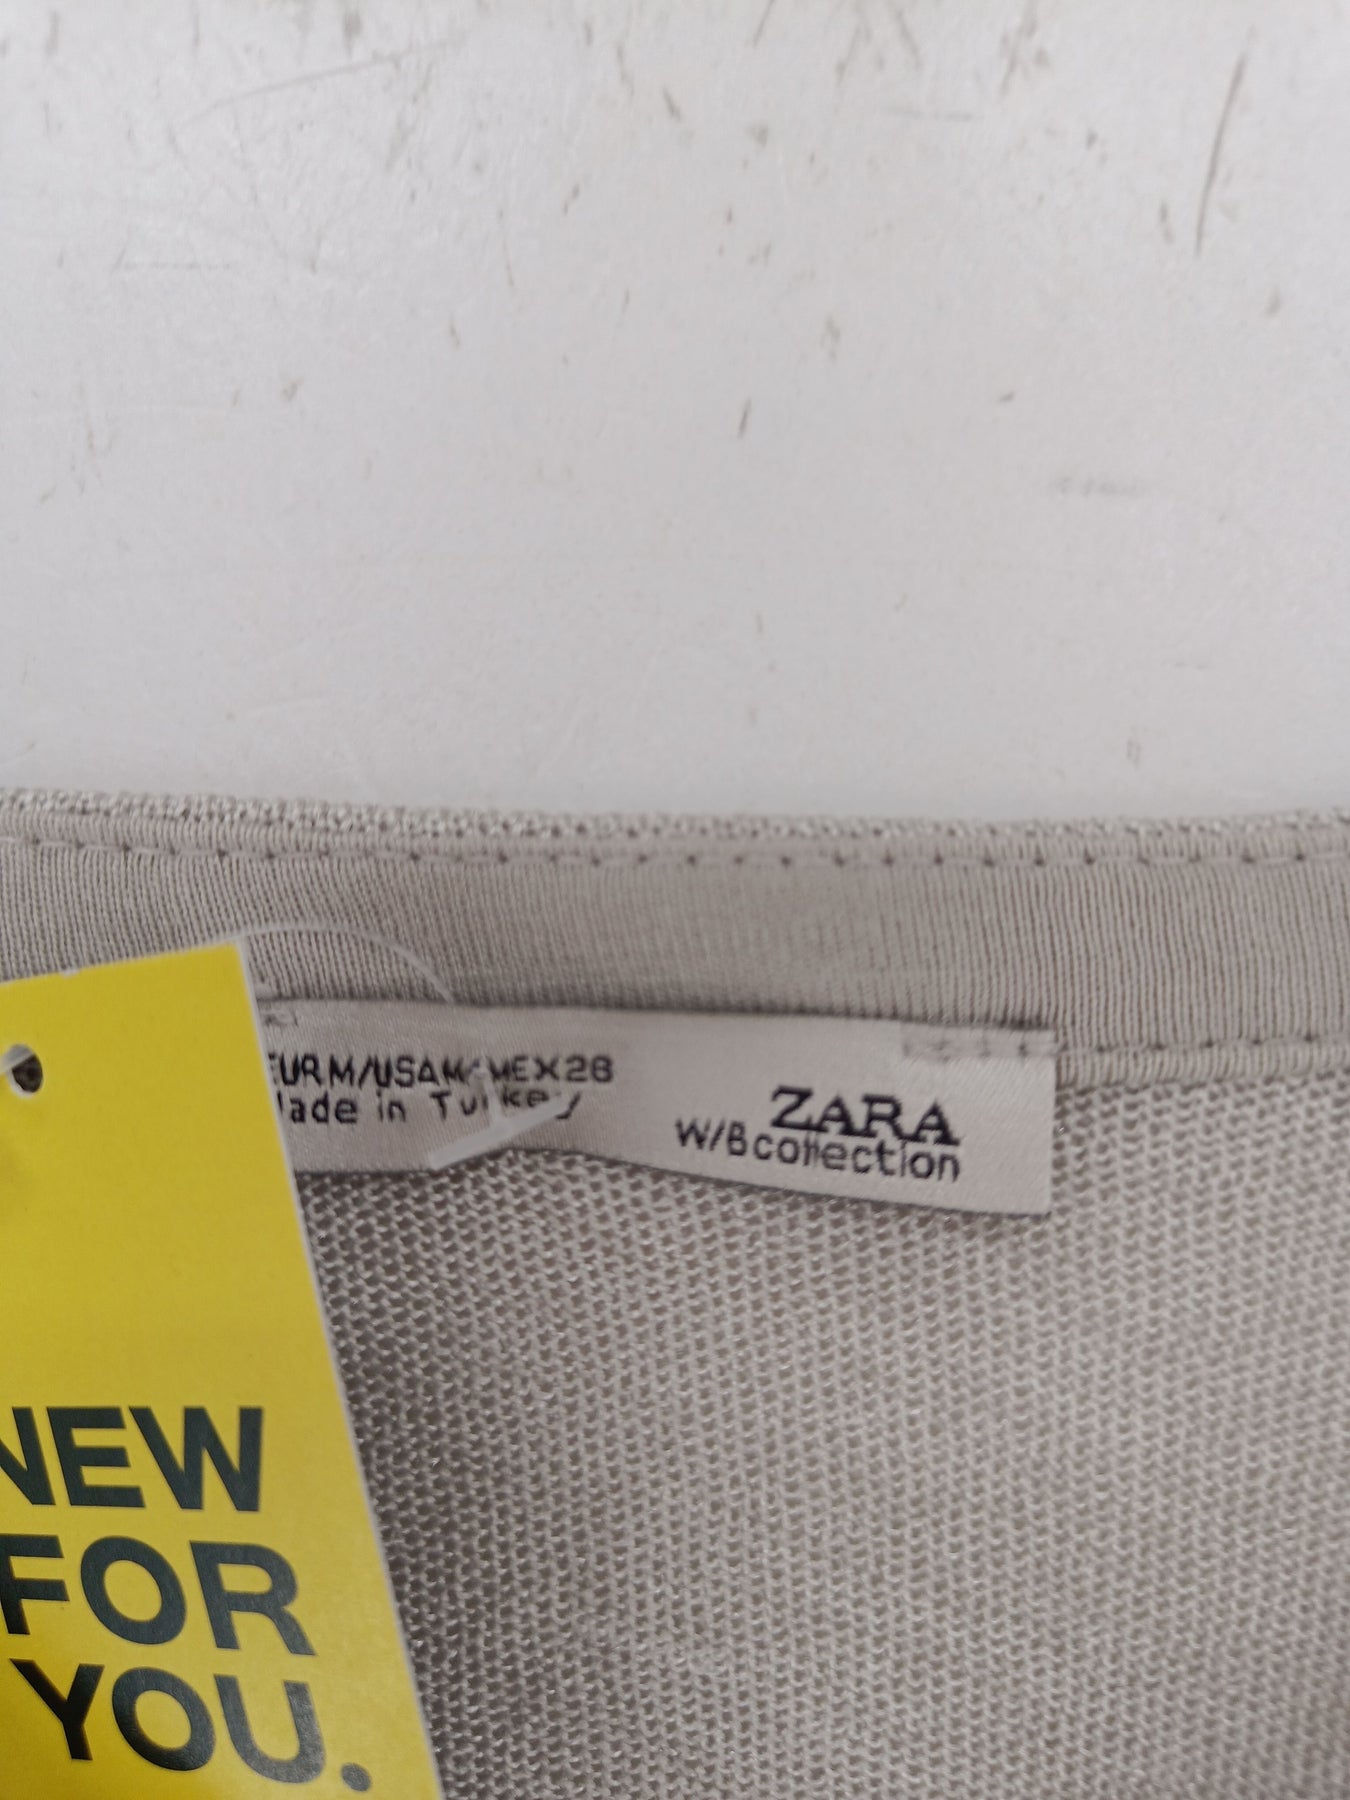 EUR M/USA M/MEX 28
Made in Turkey
ZARA
W/B collection
NEW
FOR
YOU.